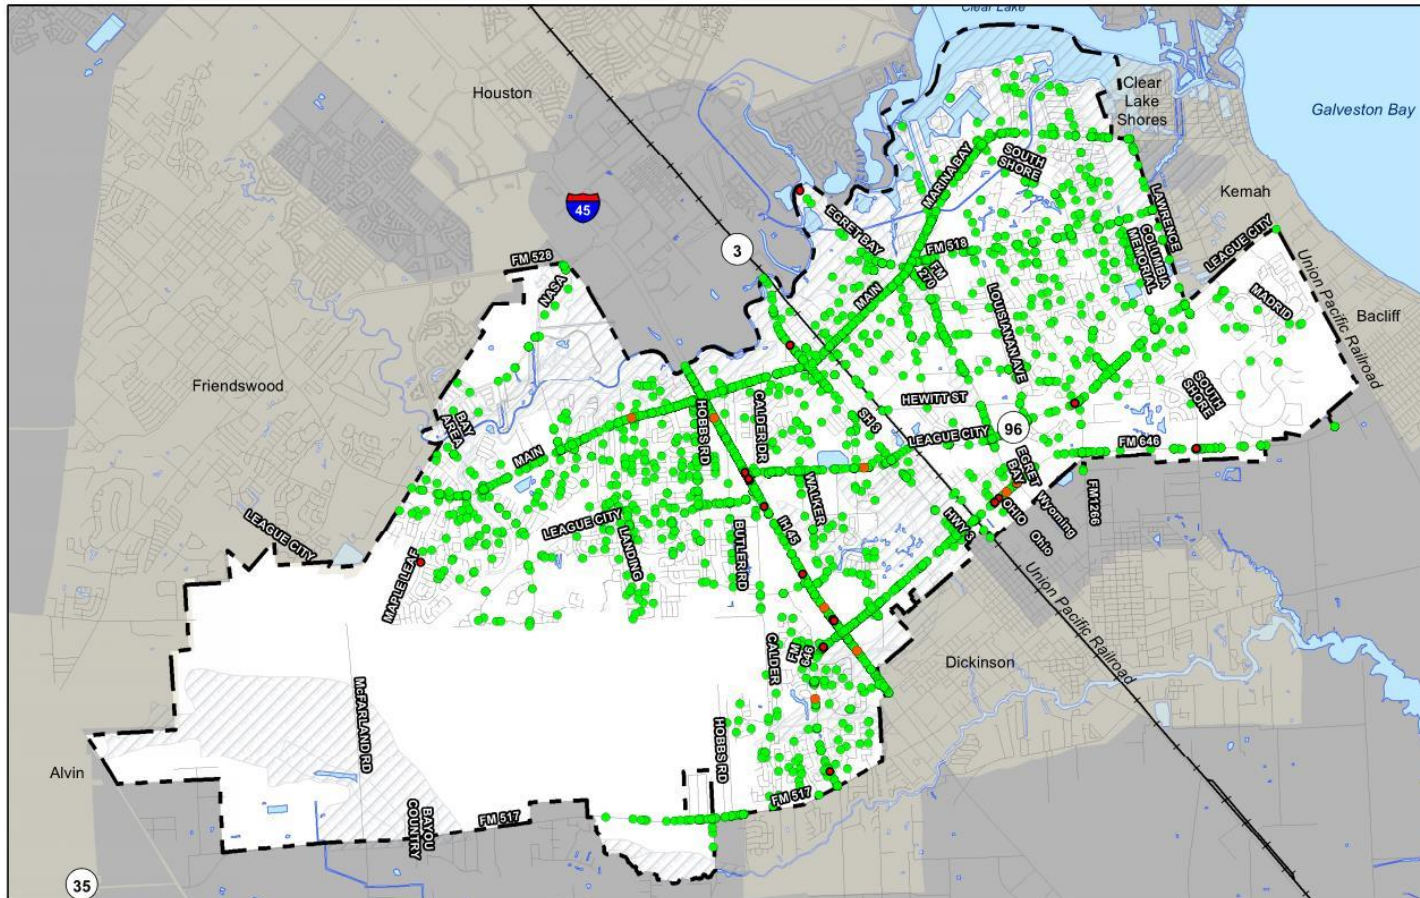 Clear Lake
Houston
Clear
Lake
Shores
Galveston Bay
SOUTH
SHORE
MARINA BAY
Kemah
45
EGRET BAY
LAWRENCE
3
FM 518
COLUMBIA
MEMORIAL
LEAGUE CITY
FM 528
FM
270
Union Pacific Railroad
NASA
MAIN
LOUISIANAN AVE
MADRID
Bacliff
Friendswood
HEWITT ST
SOUTH
SHORE
BAY
AREA
HOBBS RD
CALDER DR
SH 3
96
LEAGUE CITY
MAIN
FM 646
EGRET
BAY
WALKER
FM1266
Wyoming
LEAGUE CITY
LEAGUE CITY
LANDING
BUTLER RD
IH 45
HWY 3
OHIO
Ohio
MAPLE LEAF
Union Pacific Railroad
FM
646
CALDER
Dickinson
McFARLAND RD
HOBBS RD
Alvin
FM 517
FM 517
BAYOU
COUNTRY
35